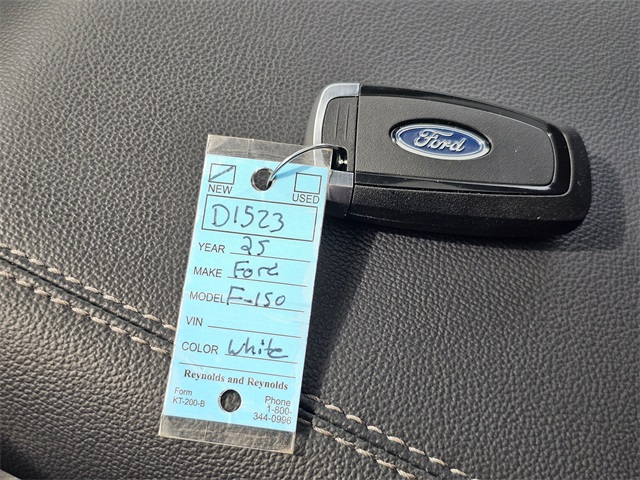 Ford
NEW
USED
D1523
YEAR 25
MAKE Ford
MODEL F-150
VIN
COLOR White
Reynolds and Reynolds
Form
KT-200-B
Phone
1-800-
344-0996